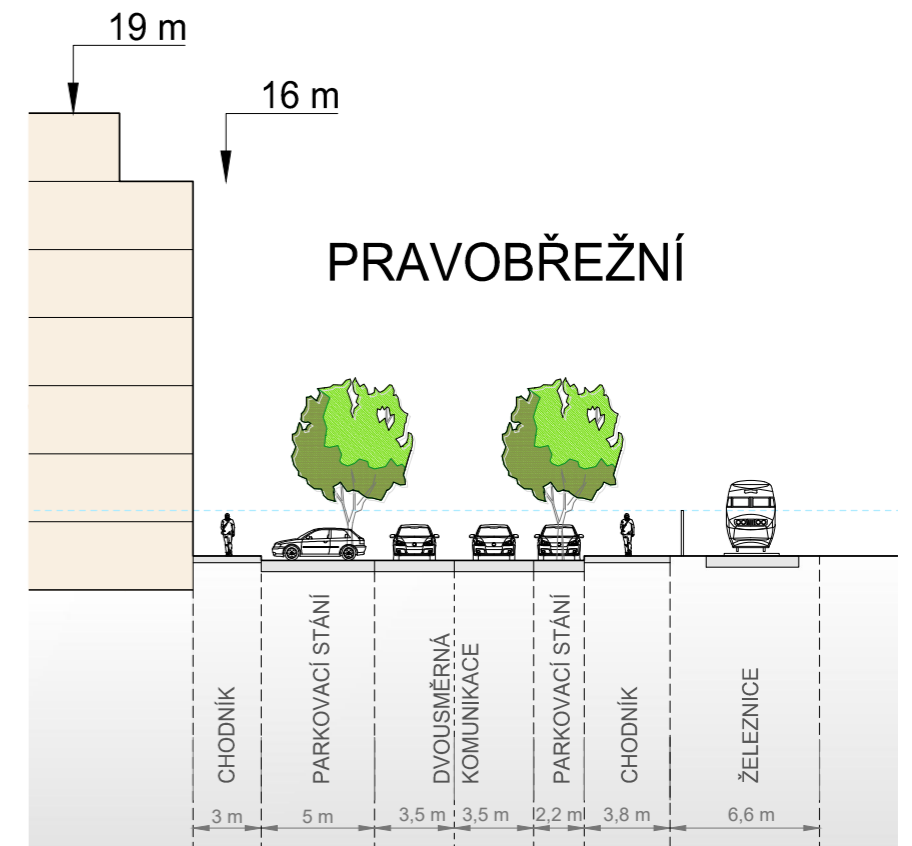 19 m
16 m
PRAVOBŘEŽNÍ
CHODNÍK
PARKOVACÍ STÁNÍ
DVOUSMĚRNÁ
KOMUNIKACE
PARKOVACÍ STÁNÍ
CHODNÍK
ŽELEZNICE
3 m
5 m
3,5 m
3,5 m
2,2 m
3,8 m
6,6 m